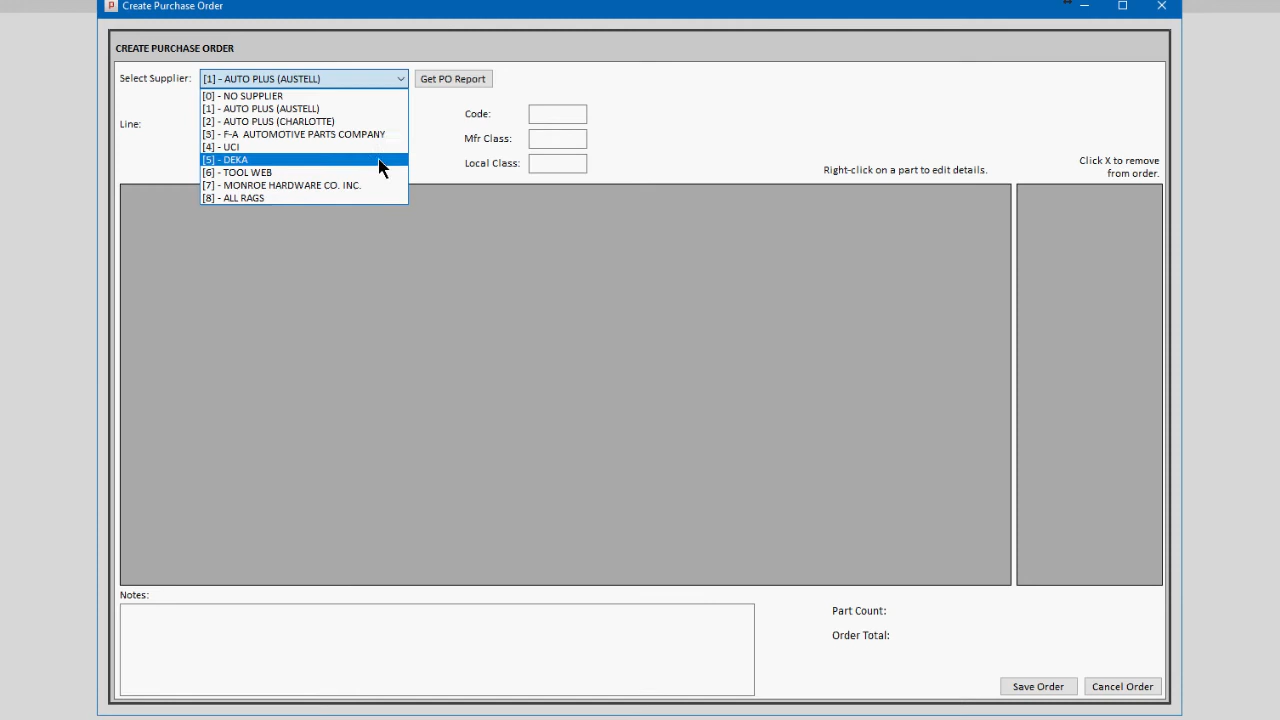 Create Purchase Order
CREATE PURCHASE ORDER
Select Supplier: [1] - AUTO PLUS (AUSTELL) Get PO Report
[0] - NO SUPPLIER
[1] - AUTO PLUS (AUSTELL)
[2] - AUTO PLUS (CHARLOTTE)
[3] - F-A AUTOMOTIVE PARTS COMPANY
[4] - UCI
[5] - DEKA
[6] - TOOL WEB
[7] - MONROE HARDWARE CO. INC.
[8] - ALL RAGS
Line:
Code:
Mfr Class:
Local Class:
Right-click on a part to edit details.
Click X to remove
from order.
Notes:
Part Count:
Order Total:
Save Order Cancel Order